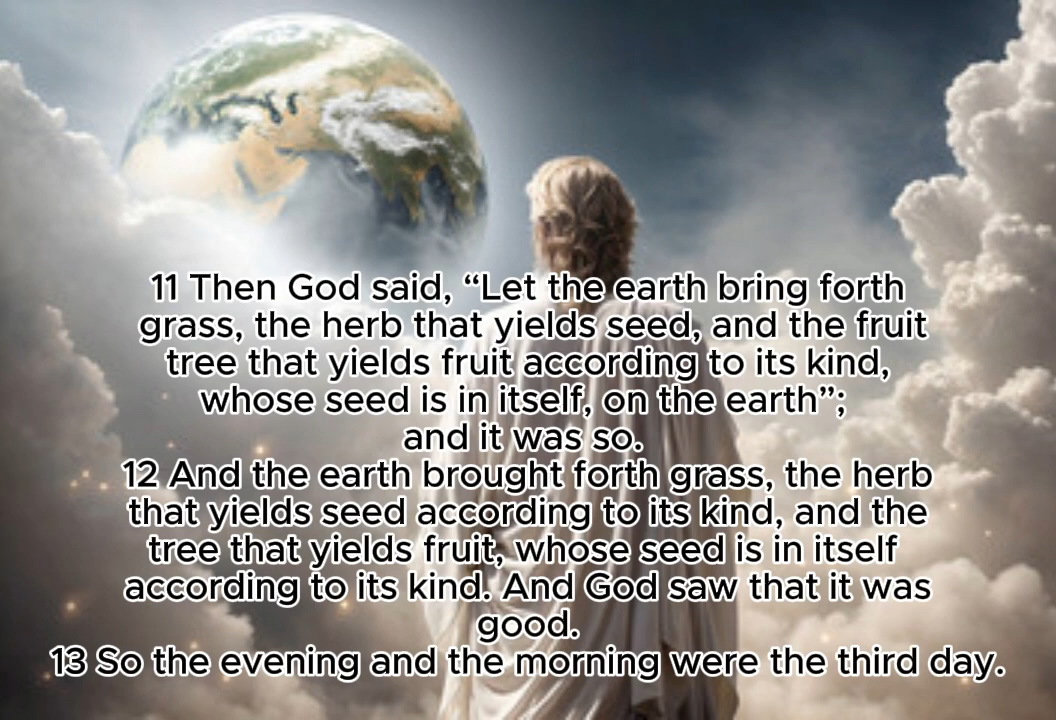 11 Then God said, “Let the earth bring forth
grass, the herb that yields seed, and the fruit
tree that yields fruit according to its kind,
whose seed is in itself, on the earth”;
and it was so.
12 And the earth brought forth grass, the herb
that yields seed according to its kind, and the
tree that yields fruit, whose seed is in itself
according to its kind. And God saw that it was
good.
13 So the evening and the morning were the third day.